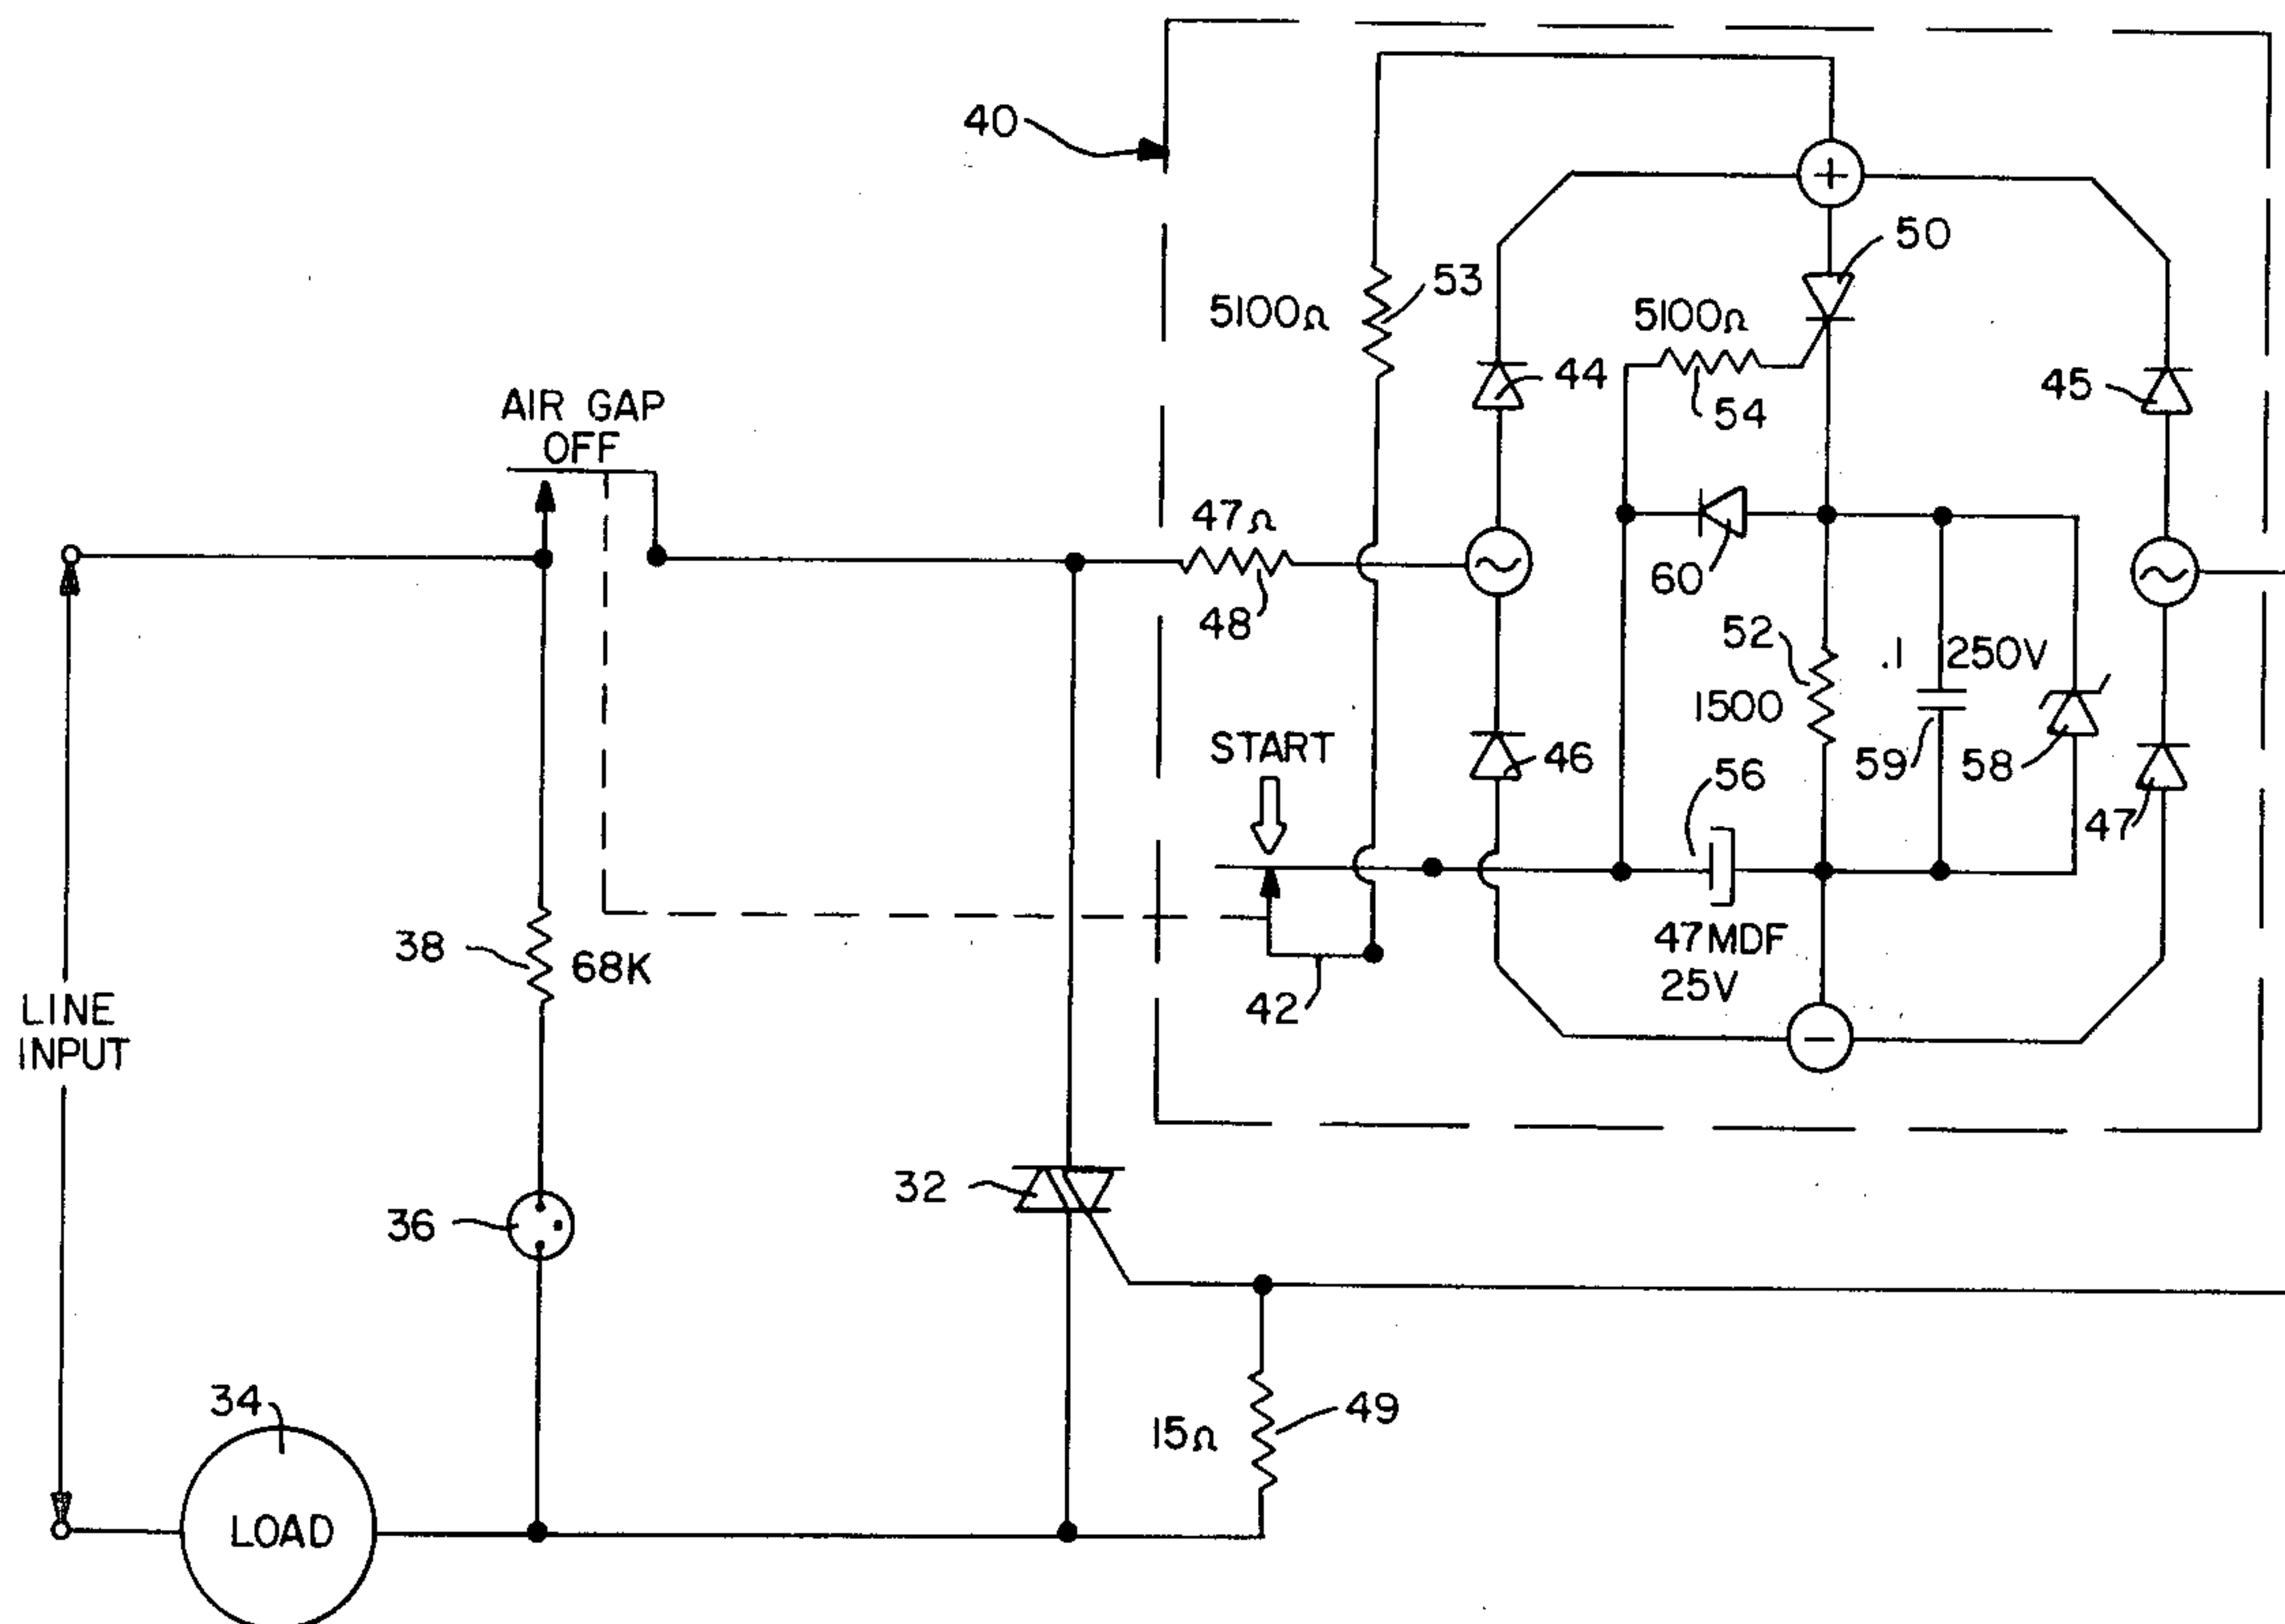 40
+
50
5100Ω
53
5100Ω
54
44
45
AIR GAP
OFF
47Ω
48
60
52
.1
250V
1500
START
46
56
59
58
47
47MDF
25V
38
68K
42
−
LINE
INPUT
32
36
34
LOAD
15Ω
49